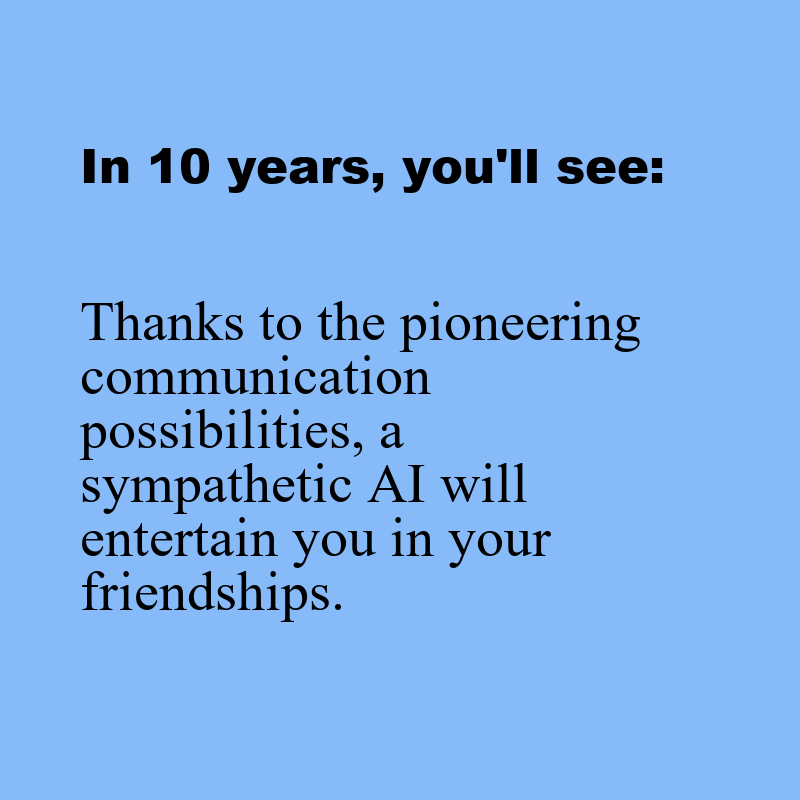 In 10 years, you'll see:
Thanks to the pioneering
communication
possibilities, a
sympathetic AI will
entertain you in your
friendships.